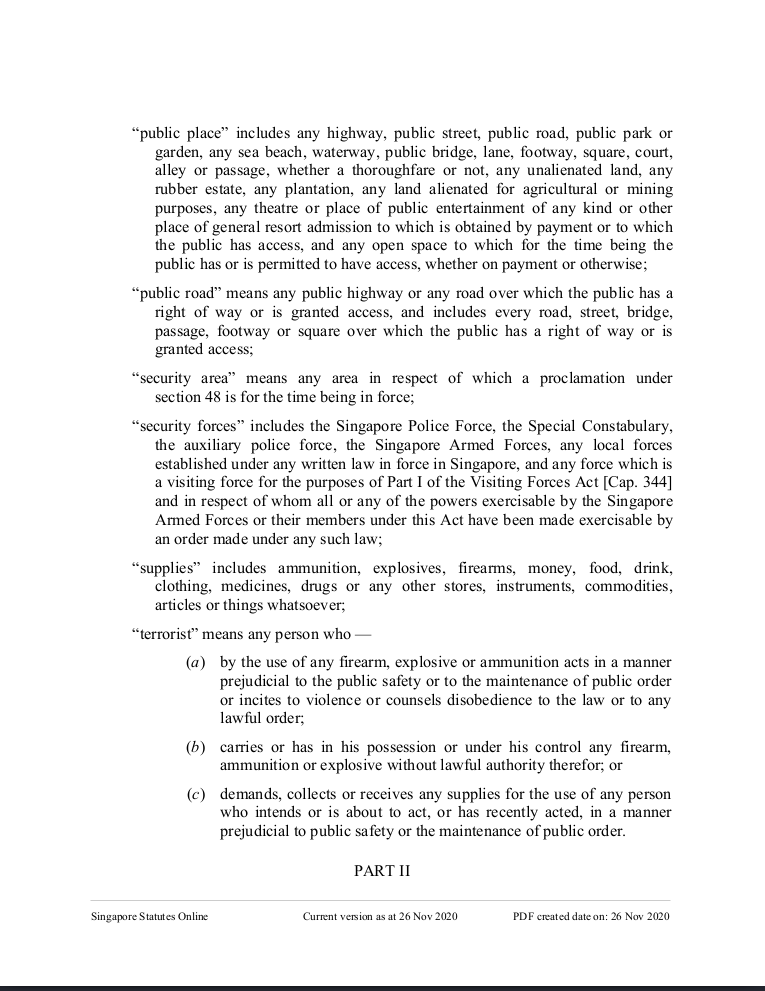 “public place” includes any highway, public street, public road, public park or
garden, any sea beach, waterway, public bridge, lane, footway, square, court,
alley or passage, whether a thoroughfare or not, any unalienated land, any
rubber estate, any plantation, any land alienated for agricultural or mining
purposes, any theatre or place of public entertainment of any kind or other
place of general resort admission to which is obtained by payment or to which
the public has access, and any open space to which for the time being the
public has or is permitted to have access, whether on payment or otherwise;
“public road” means any public highway or any road over which the public has a
right of way or is granted access, and includes every road, street, bridge,
passage, footway or square over which the public has a right of way or is
granted access;
“security area” means any area in respect of which a proclamation under
section 48 is for the time being in force;
“security forces” includes the Singapore Police Force, the Special Constabulary,
the auxiliary police force, the Singapore Armed Forces, any local forces
established under any written law in force in Singapore, and any force which is
a visiting force for the purposes of Part I of the Visiting Forces Act [Cap. 344]
and in respect of whom all or any of the powers exercisable by the Singapore
Armed Forces or their members under this Act have been made exercisable by
an order made under any such law;
“supplies” includes ammunition, explosives, firearms, money, food, drink,
clothing, medicines, drugs or any other stores, instruments, commodities,
articles or things whatsoever;
“terrorist” means any person who —
(a) by the use of any firearm, explosive or ammunition acts in a manner
prejudicial to the public safety or to the maintenance of public order
or incites to violence or counsels disobedience to the law or to any
lawful order;
(b) carries or has in his possession or under his control any firearm,
ammunition or explosive without lawful authority therefor; or
(c) demands, collects or receives any supplies for the use of any person
who intends or is about to act, or has recently acted, in a manner
prejudicial to public safety or the maintenance of public order.
PART II
Singapore Statutes Online Current version as at 26 Nov 2020 PDF created date on: 26 Nov 2020